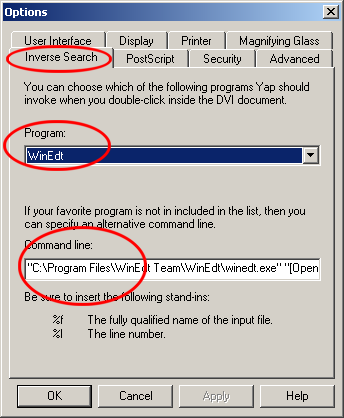 Options
User Interface Display Printer Magnifying Glass
Inverse Search PostScript Security Advanced
You can choose which of the following programs Yap should
invoke when you double-click inside the DVI document.
Program:
WinEdt
If your favorite program is not in included in the list, then you
can specify an alternative command line.
Command line:
"C:\Program Files\WinEdt Team\WinEdt\winedt.exe" "[Open
Be sure to insert the following stand-ins:
%f The fully qualified name of the input file.
%l The line number.
OK Cancel Apply Help